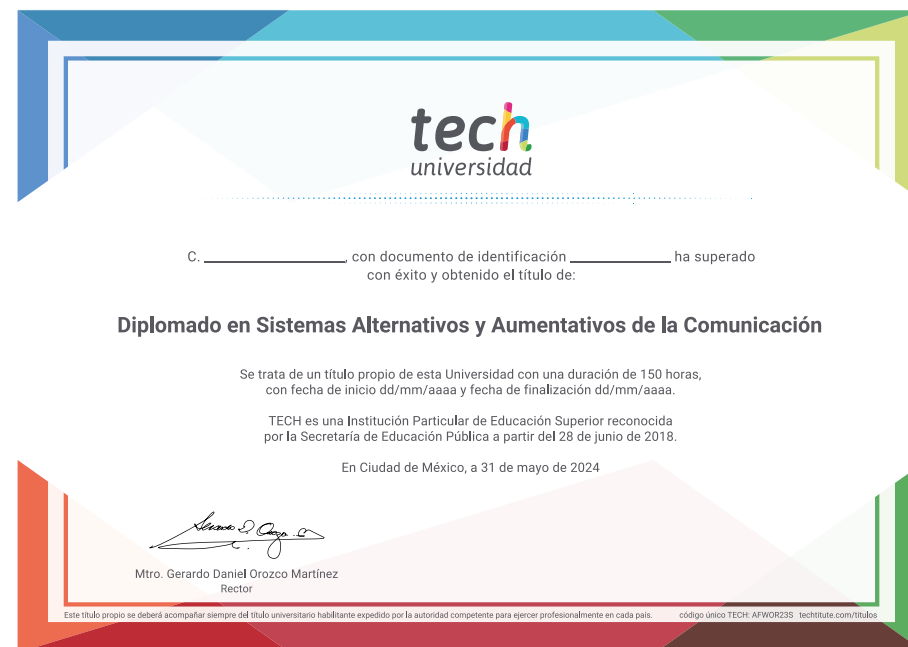 tech
universidad
C. ____________, con documento de identificación ____________ ha superado
con éxito y obtenido el título de:
Diplomado en Sistemas Alternativos y Aumentativos de la Comunicación
Se trata de un título propio de esta Universidad con una duración de 150 horas,
con fecha de inicio dd/mm/aaaa y fecha de finalización dd/mm/aaaa.
TECH es una Institución Particular de Educación Superior reconocida
por la Secretaría de Educación Pública a partir del 28 de junio de 2018.
En Ciudad de México, a 31 de mayo de 2024
Mtro. Gerardo Daniel Orozco Martínez
Rector
Este título propio se deberá acompañar siempre del título universitario habilitante expedido por la autoridad competente para ejercer profesionalmente en cada país. código único TECH: AFWOR23S techtitute.com/titulos